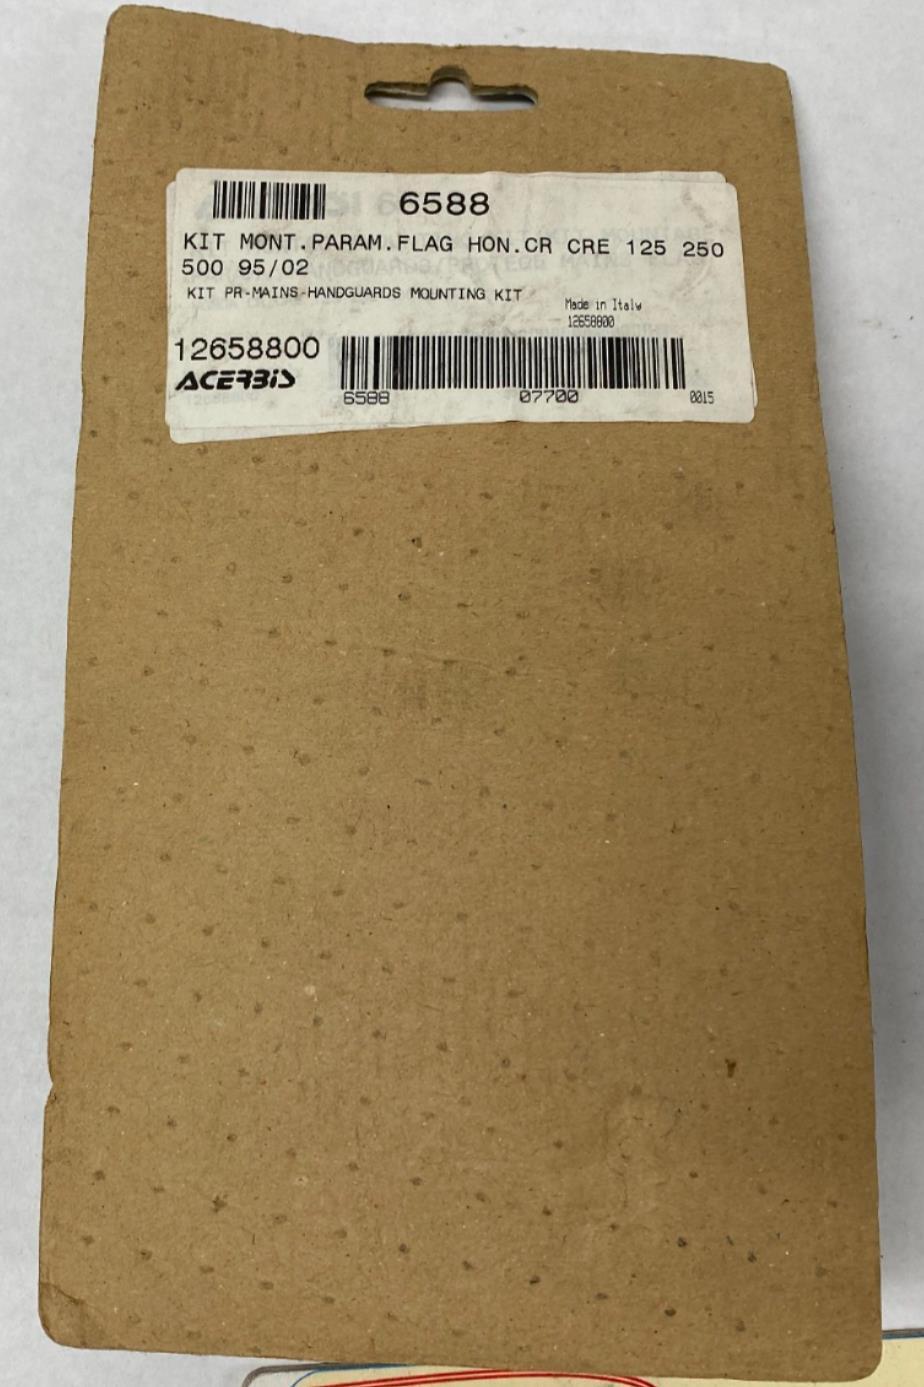 6588
KIT MONT.PARAM.FLAG HON.CR CRE 125 250
500 95/02
KIT PR-MAINS-HANDGUARDS MOUNTING KIT
Made in Italy
12658800
12658800
ACERBIS
6588 07700 0015